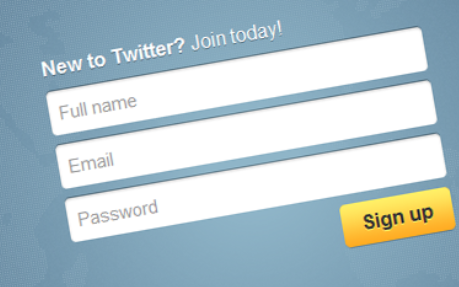 New to Twitter? Join today!
Full name
Email
Password
Sign up